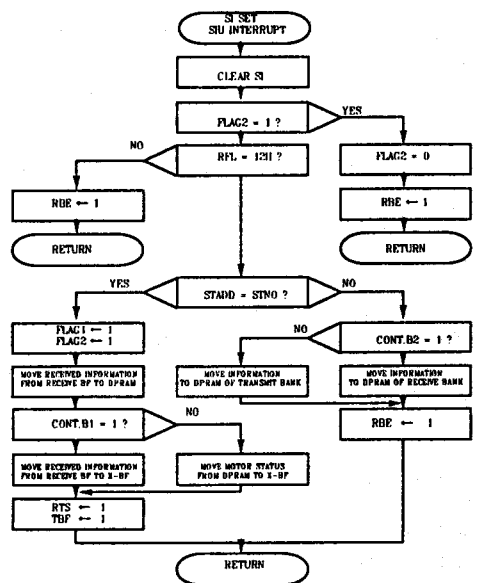 SI SET
SIU INTERRUPT
CLEAR SI
FLAG2 = 1 ?
YES
NO
RFL = 12H ?
FLAG2 = 0
RBE ← 1
RBE ← 1
RETURN
RETURN
YES
STADD = STNO ?
NO
FLAG1 ← 1
FLAG2 ← 1
NO
CONT.B2 = 1 ?
MOVE RECEIVED INFORMATION
FROM RECEIVE BF TO DPRAM
MOVE INFORMATION
TO DPRAM OF TRANSMIT BANK
MOVE INFORMATION
TO DPRAM OF RECEIVE BANK
CONT.B1 = 1 ?
NO
RBE ← 1
MOVE RECEIVED INFORMATION
FROM RECEIVE BF TO X-BF
MOVE MOTOR STATUS
FROM DPRAM TO X-BF
RTS ← 1
TBF ← 1
RETURN